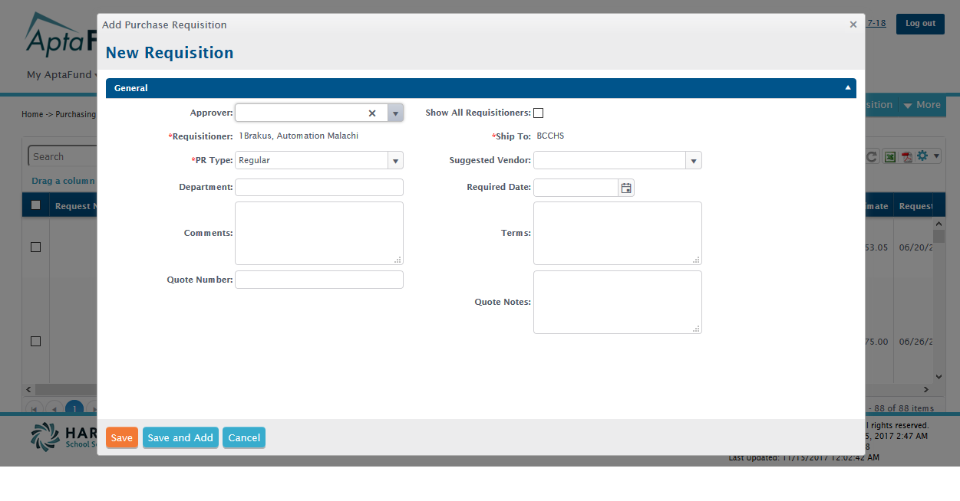 Add Purchase Requisition
×
7-18
Log out
Apta
My AptaFund
New Requisition
General
Approver:
Show All Requisitioners:
sition
More
Home -> Purchasing
*Requisitioner: 1Brakus, Automation Malachi
*Ship To: BCCHS
Search
*PR Type: Regular
Suggested Vendor:
Drag a column
Department:
Required Date:
Request
mate
Comments:
Terms:
53.05
06/20/2
Quote Number:
Quote Notes:
75.00
06/26/2
1
- 88 of 88 items
HAR
School S
Save
Save and Add
Cancel
rights reserved.
5, 2017 2:47 AM
8
Last Updated: 11/15/2017 12:02:42 AM